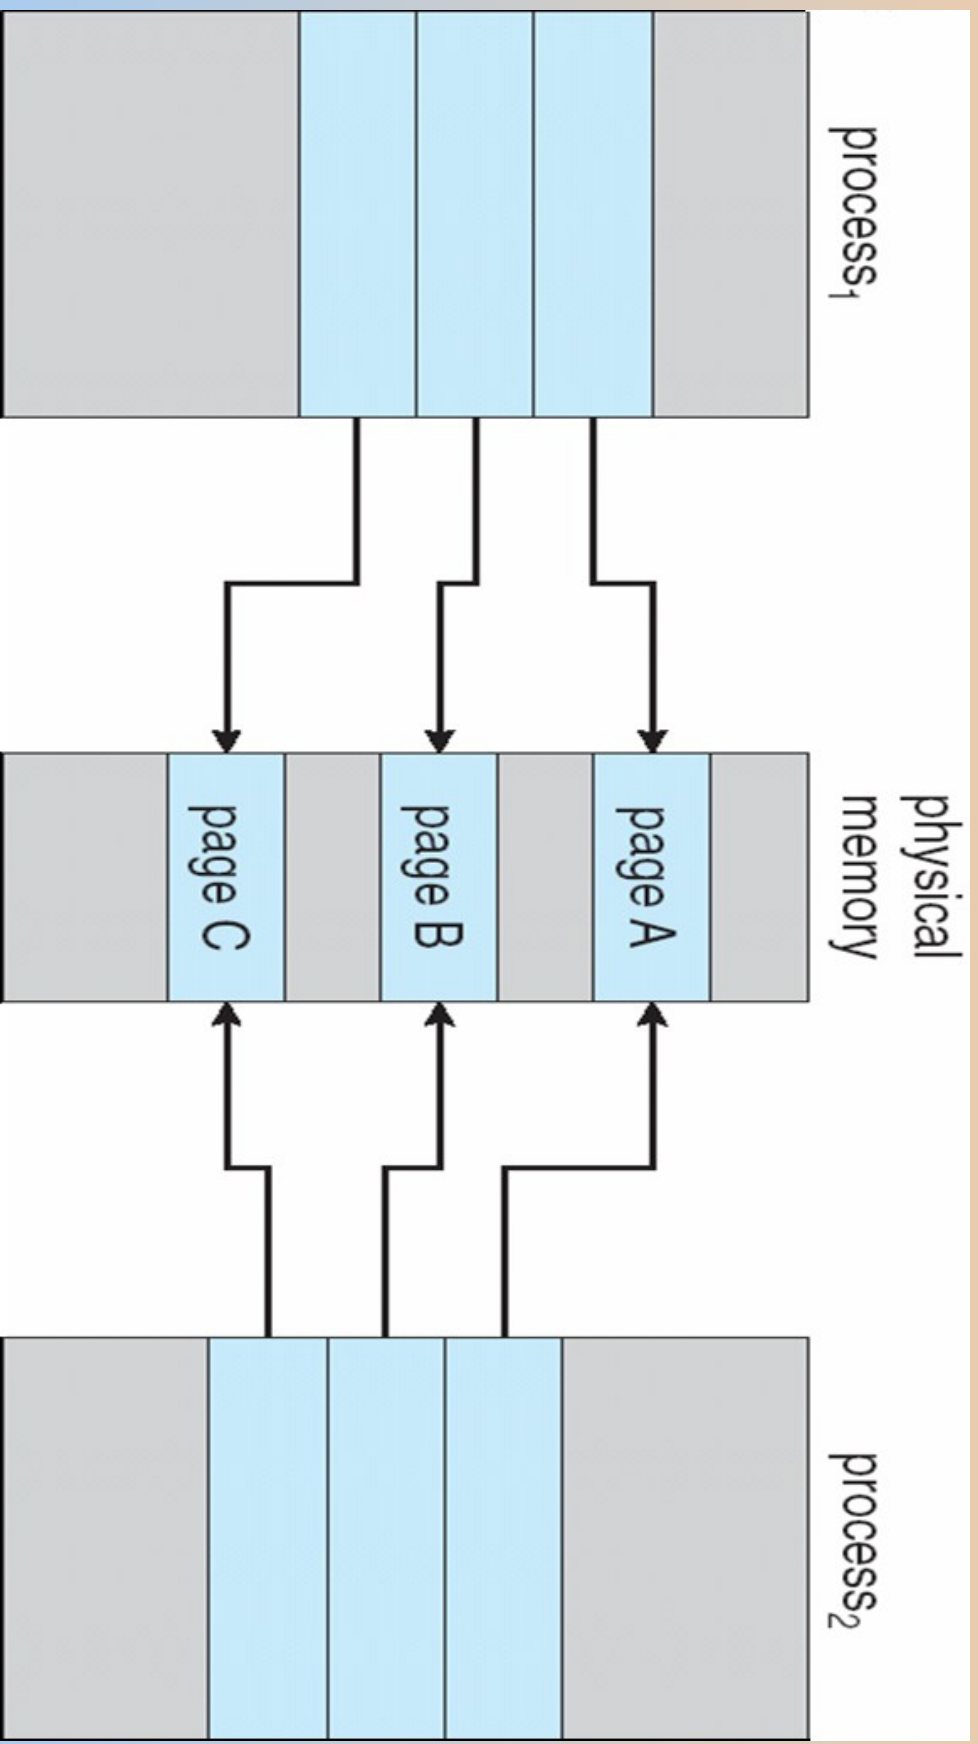 process₁
physical
memory
process₂
page A
page B
page C